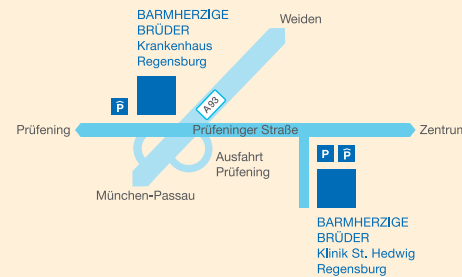 Weiden
BARMHERZIGE
BRÜDER
Krankenhaus
Regensburg
A93
P
Prüfening
Prüfeninger Straße
Zentrum
Ausfahrt
Prüfening
P P
München-Passau
BARMHERZIGE
BRÜDER
Klinik St. Hedwig
Regensburg